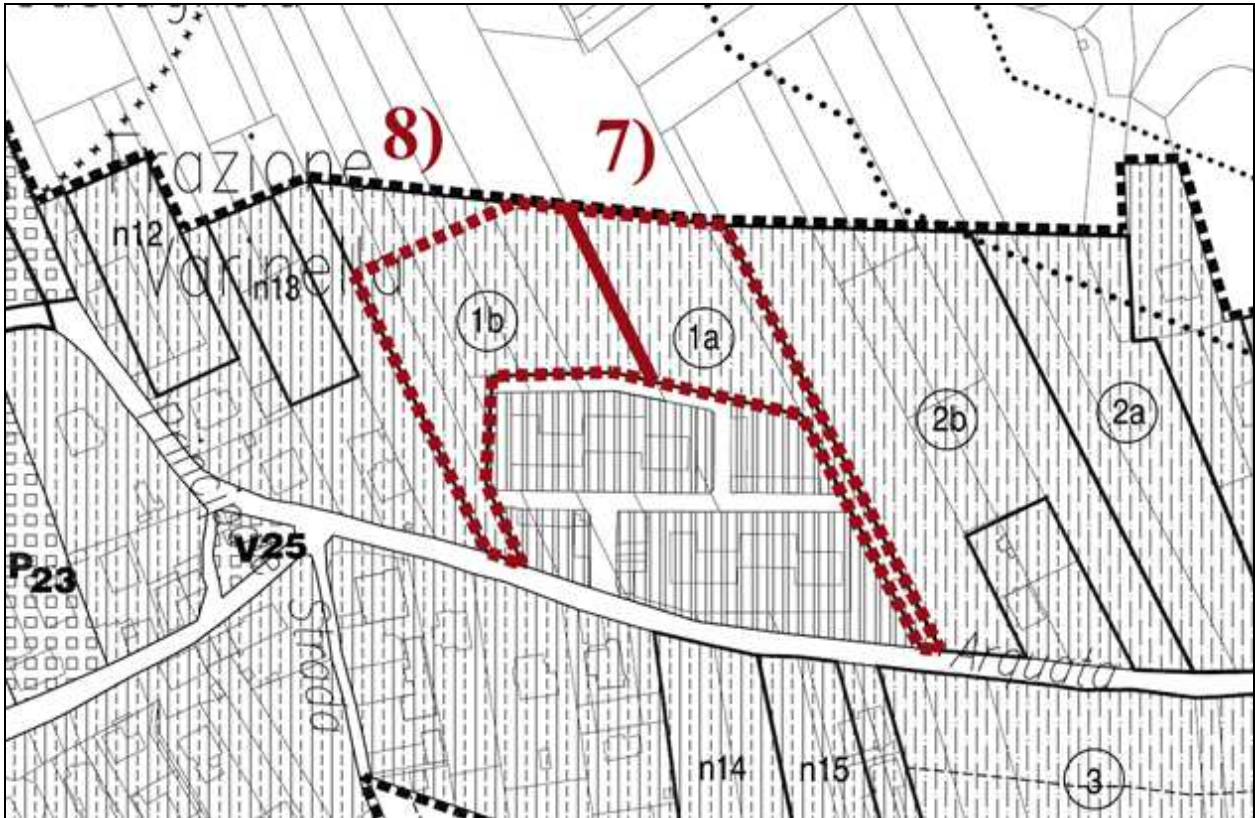 8)
7)
Frazione
n12
Varinella
n18
1b
1a
2b
2a
V25
P23
Strada
Arquata
n14
n15
3